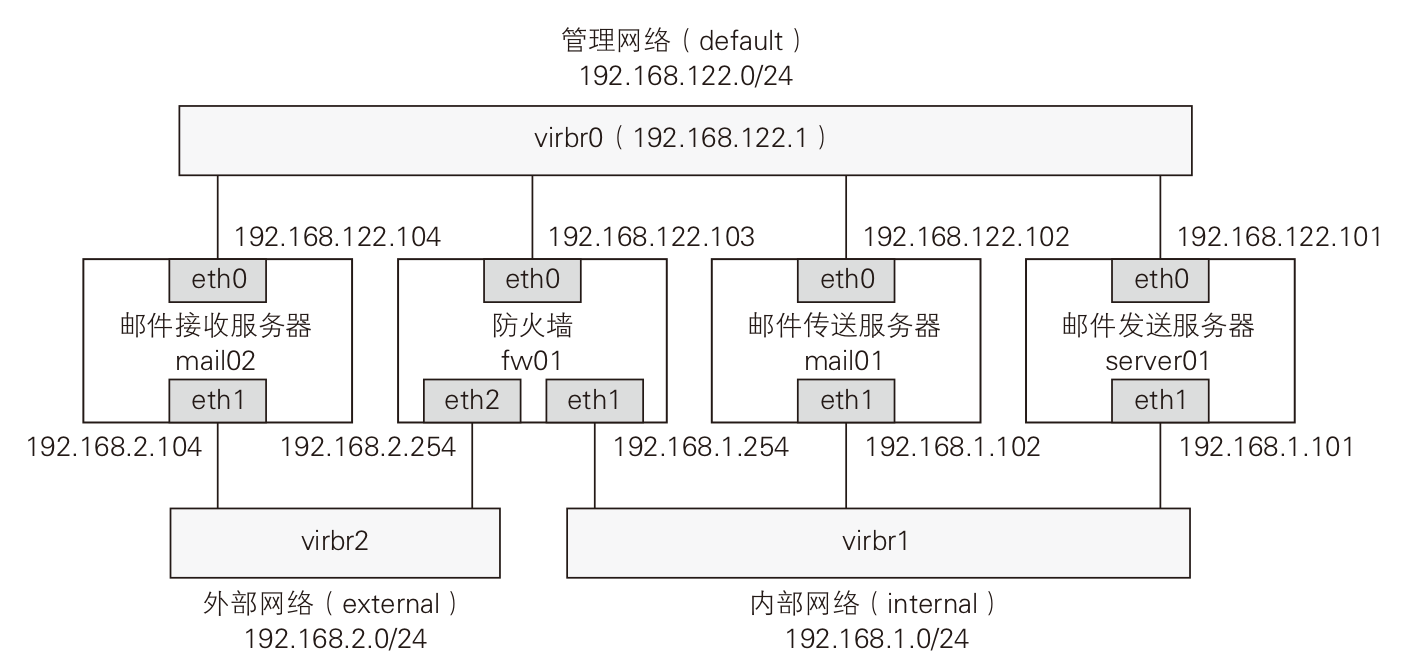 管理网络（default）
192.168.122.0/24
virbr0（192.168.122.1）
192.168.122.104
192.168.122.103
192.168.122.102
192.168.122.101
eth0
eth0
eth0
eth0
邮件接收服务器
mail02
防火墙
fw01
邮件传送服务器
mail01
邮件发送服务器
server01
eth1
eth2
eth1
eth1
eth1
192.168.2.104
192.168.2.254
192.168.1.254
192.168.1.102
192.168.1.101
virbr2
virbr1
外部网络（external）
192.168.2.0/24
内部网络（internal）
192.168.1.0/24